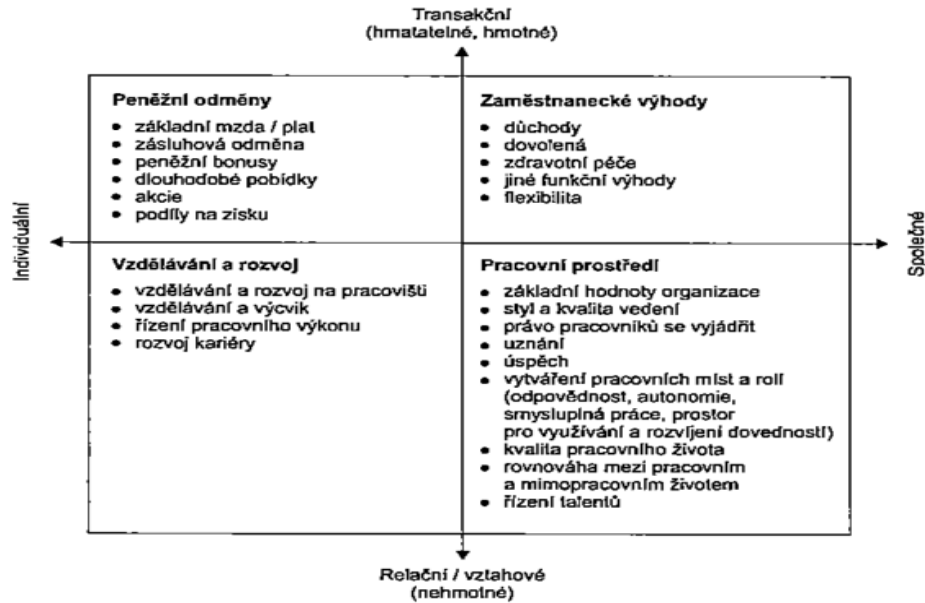 Transakční
(hmatatelné, hmotné)
Peněžní odměny
• základní mzda / plat
• zásluhová odměna
• peněžní bonusy
• dlouhodobé pobídky
• akcie
• podíly na zisku
Zaměstnanecké výhody
• důchody
• dovolená
• zdravotní péče
• jiné funkční výhody
• flexibilita
Individuální
Společné
Vzdělávání a rozvoj
• vzdělávání a rozvoj na pracovišti
• vzdělávání a výcvik
• řízení pracovního výkonu
• rozvoj kariéry
Pracovní prostředí
• základní hodnoty organizace
• styl a kvalita vedení
• právo pracovníků se vyjádřit
• uznání
• úspěch
• vytváření pracovních míst a rolí
(odpovědnost, autonomie,
smysluplná práce, prostor
pro využívání a rozvíjení dovedností)
• kvalita pracovního života
• rovnováha mezi pracovním
a mimopracovním životem
• řízení talentů
Relační / vztahové
(nehmotné)